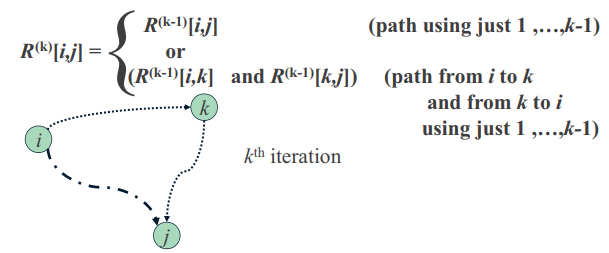 R(k-1)[i,j] (path using just 1 ,…,k-1)
R(k)[i,j] = { or
(R(k-1)[i,k] and R(k-1)[k,j]) (path from i to k
and from k to i
using just 1 ,…,k-1)
k
i
kth iteration
j